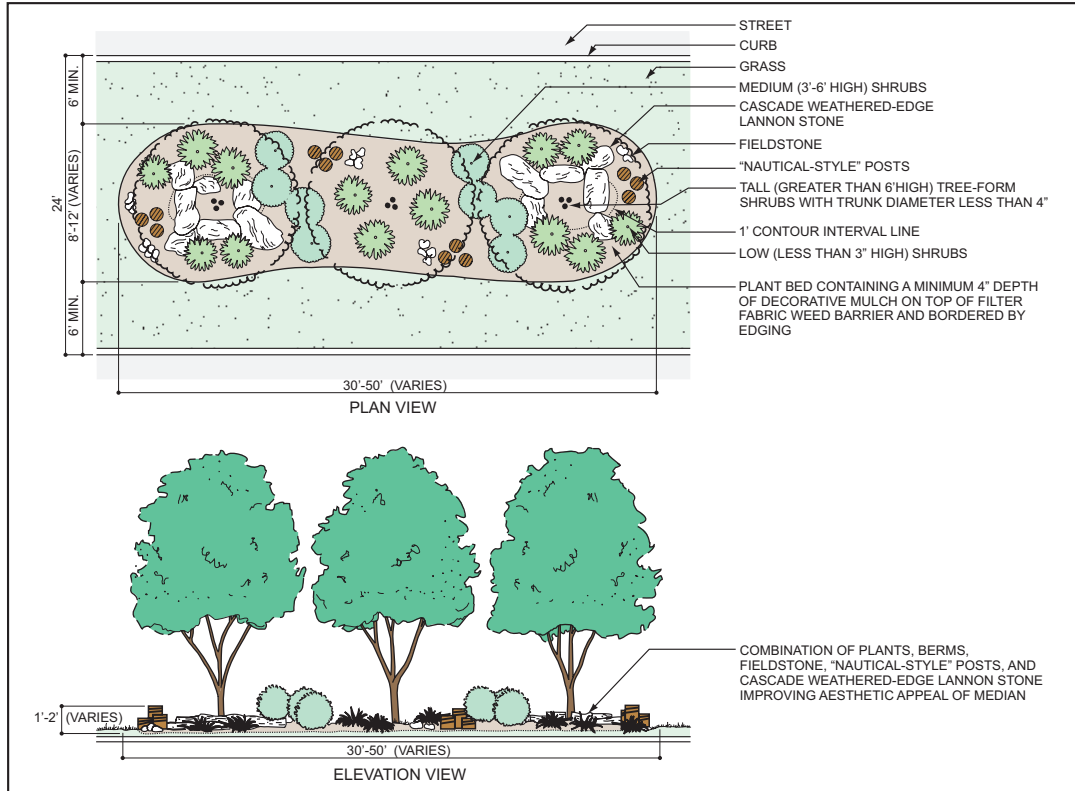 STREET
CURB
GRASS
MEDIUM (3'-6' HIGH) SHRUBS
CASCADE WEATHERED-EDGE
LANNON STONE
FIELDSTONE
“NAUTICAL-STYLE” POSTS
TALL (GREATER THAN 6'HIGH) TREE-FORM
SHRUBS WITH TRUNK DIAMETER LESS THAN 4”
1' CONTOUR INTERVAL LINE
LOW (LESS THAN 3” HIGH) SHRUBS
PLANT BED CONTAINING A MINIMUM 4” DEPTH
OF DECORATIVE MULCH ON TOP OF FILTER
FABRIC WEED BARRIER AND BORDERED BY
EDGING
6' MIN.
24'
8'-12' (VARIES)
6' MIN.
30'-50' (VARIES)
PLAN VIEW
COMBINATION OF PLANTS, BERMS,
FIELDSTONE, “NAUTICAL-STYLE” POSTS, AND
CASCADE WEATHERED-EDGE LANNON STONE
IMPROVING AESTHETIC APPEAL OF MEDIAN
1'-2' (VARIES)
30'-50' (VARIES)
ELEVATION VIEW